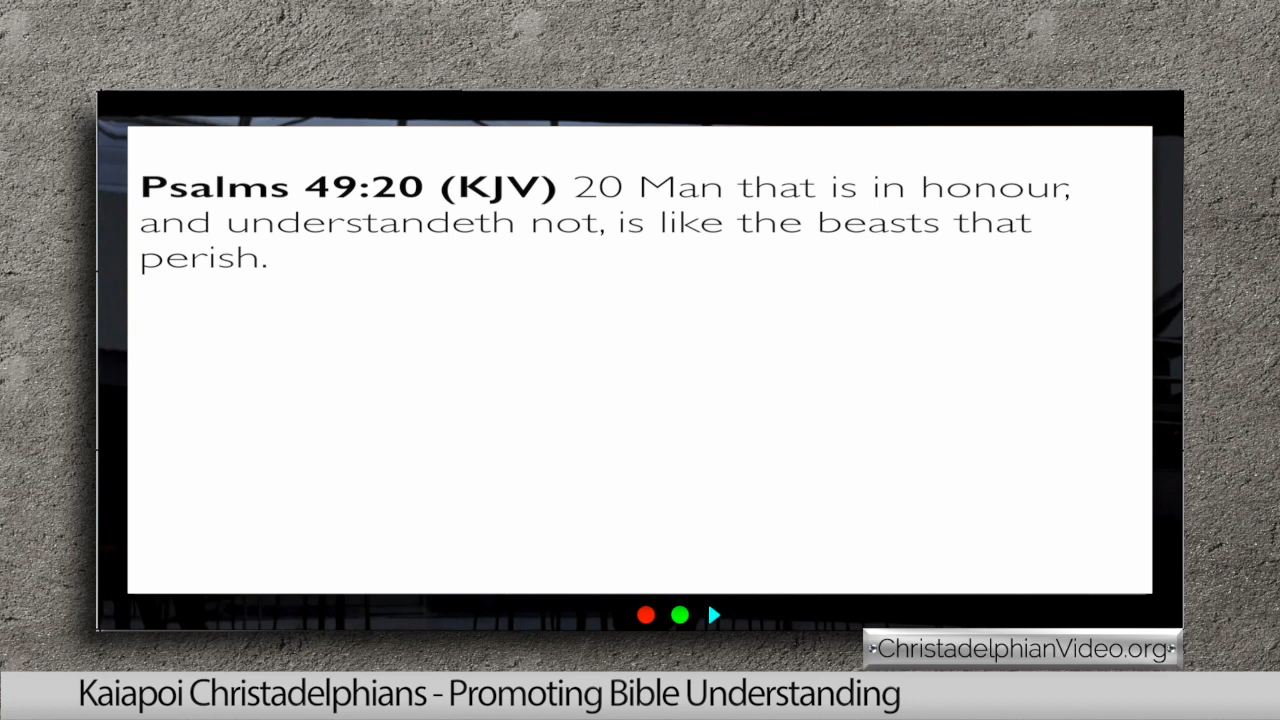 Psalms 49:20 (KJV) 20 Man that is in honour,
and understandeth not, is like the beasts that
perish.
ChristadelphianVideo.org
Kaiapoi Christadelphians - Promoting Bible Understanding